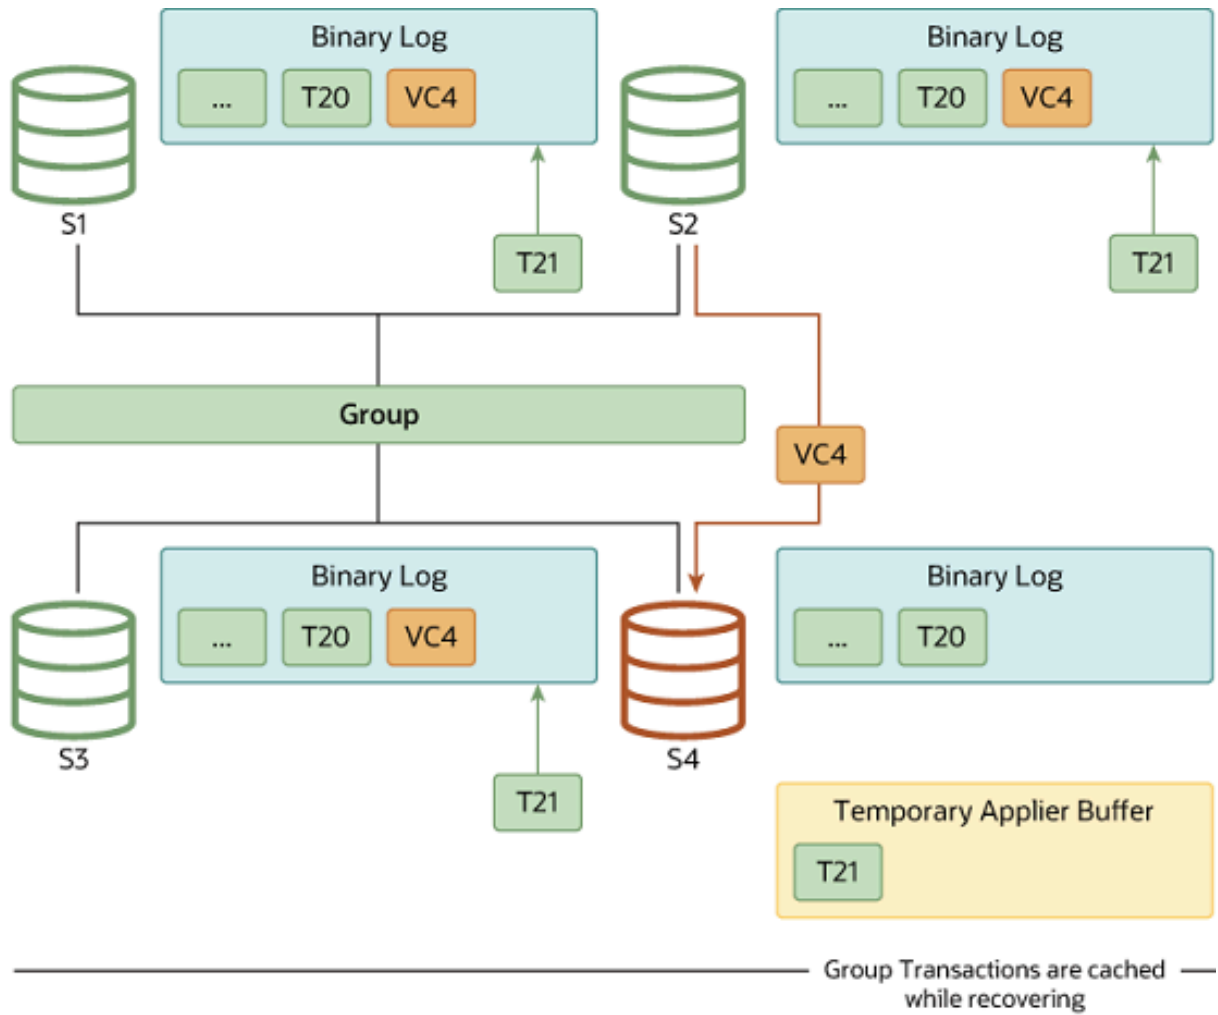 Binary Log
... T20 VC4
S1
T21
Binary Log
... T20 VC4
S2
T21
Group
VC4
Binary Log
... T20 VC4
S3
T21
Binary Log
... T20
S4
Temporary Applier Buffer
T21
Group Transactions are cached
while recovering